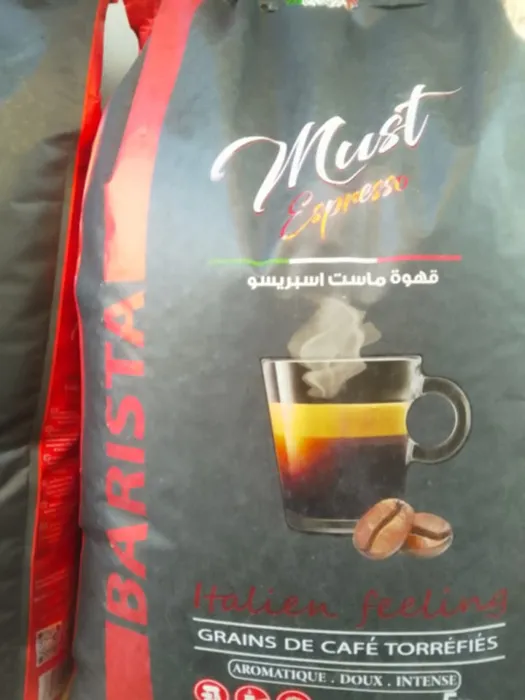 Must
Espresso
قهوة ماست اسبريسو
BARISTA
Italien feeling
GRAINS DE CAFÉ TORRÉFIÉS
AROMATIQUE . DOUX . INTENSE